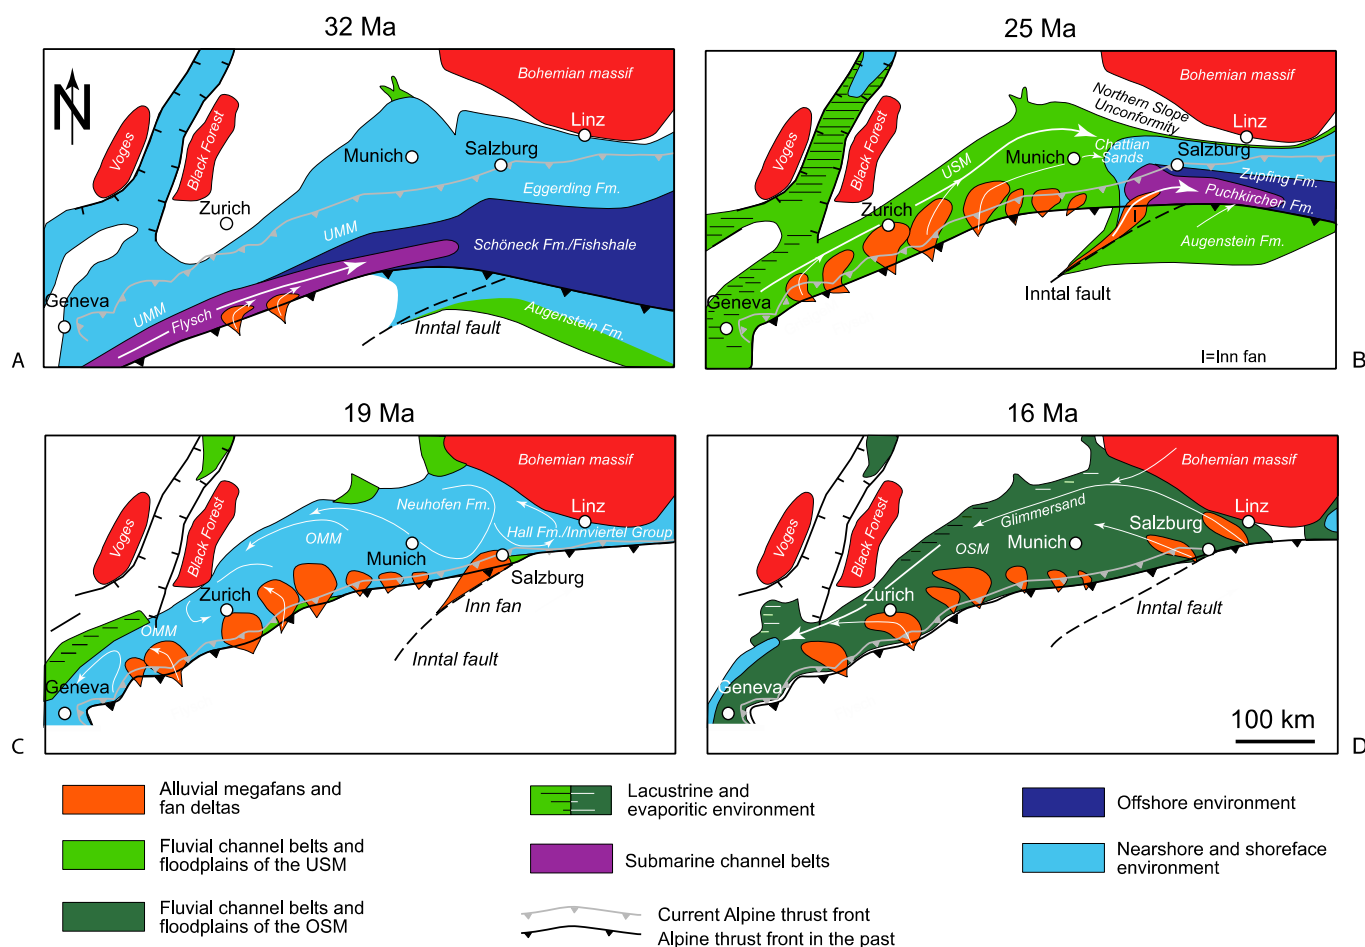 32 Ma
N
Bohemian massif
Voges
Black Forest
Linz
Munich
Salzburg
Eggerding Fm.
Zurich
UMM
Schöneck Fm./Fishshale
Geneva
UMM
Flysch
Augenstein Fm.
Inntal fault
A
25 Ma
Bohemian massif
Northern Slope
Unconformity
Voges
Black Forest
Linz
USM
Munich
Chattian
Sands
Salzburg
Zupfing Fm.
Zurich
Puchkirchen Fm.
I
Augenstein Fm.
Geneva
Inntal fault
I=Inn fan
B
19 Ma
Bohemian massif
Voges
Black Forest
Neuhofen Fm.
Linz
OMM
Hall Fm./Innviertel Group
Munich
Salzburg
Zurich
Inn fan
OMM
Inntal fault
Geneva
C
16 Ma
Bohemian massif
Voges
Black Forest
Glimmersand
Linz
Salzburg
OSM
Munich
Zurich
Inntal fault
Geneva
100 km
D
Alluvial megafans and
fan deltas
Fluvial channel belts and
floodplains of the USM
Fluvial channel belts and
floodplains of the OSM
Lacustrine and
evaporitic environment
Submarine channel belts
Current Alpine thrust front
Alpine thrust front in the past
Offshore environment
Nearshore and shoreface
environment